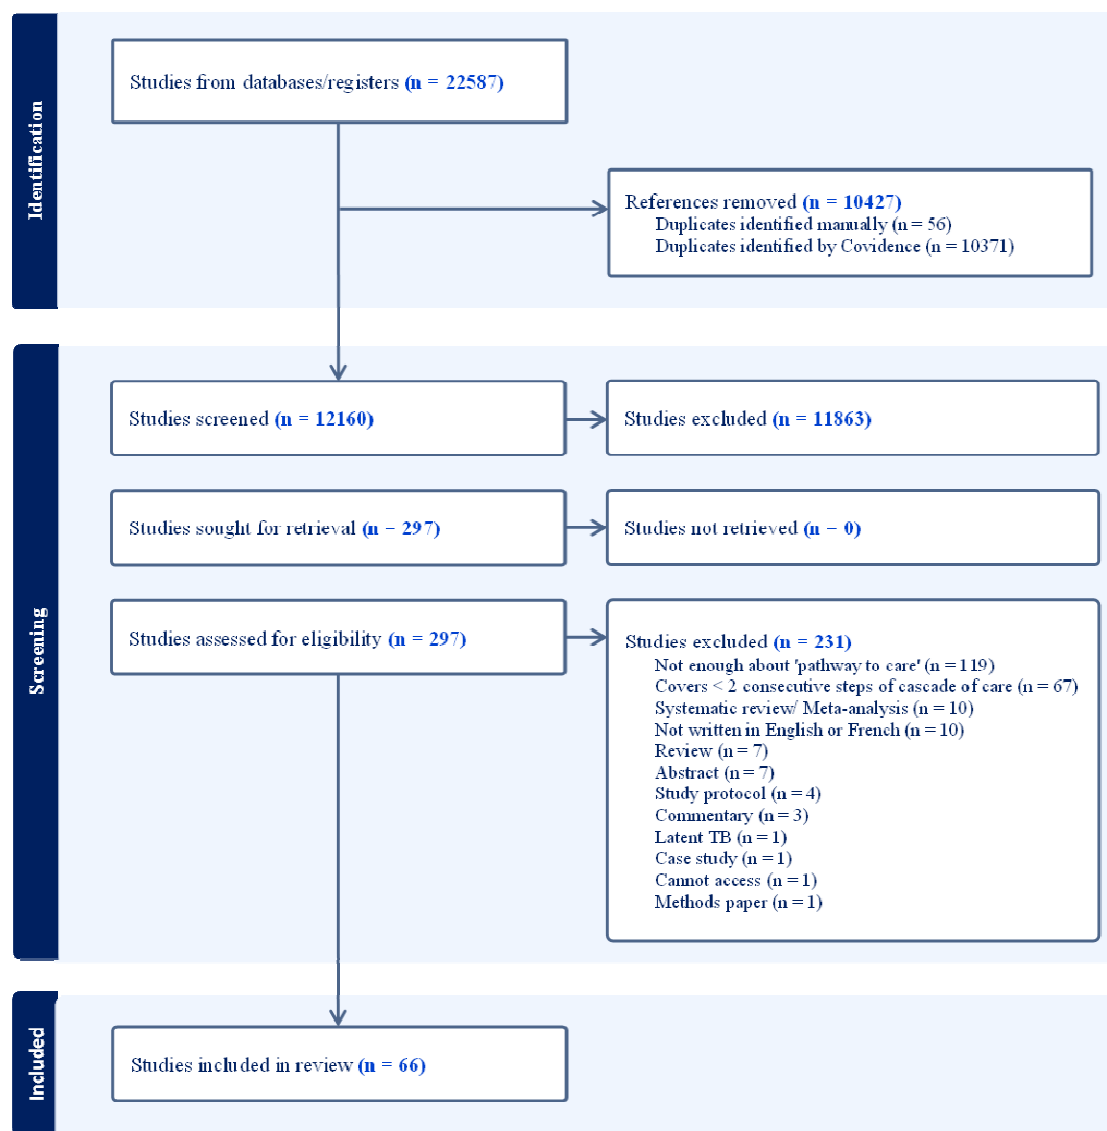 Identification
Studies from databases/registers (n = 22587)
References removed (n = 10427)
Duplicates identified manually (n = 56)
Duplicates identified by Covidence (n = 10371)
Screening
Studies screened (n = 12160)
Studies excluded (n = 11863)
Studies sought for retrieval (n = 297)
Studies not retrieved (n = 0)
Studies assessed for eligibility (n = 297)
Studies excluded (n = 231)
Not enough about 'pathway to care' (n = 119)
Covers < 2 consecutive steps of cascade of care (n = 67)
Systematic review/ Meta-analysis (n = 10)
Not written in English or French (n = 10)
Review (n = 7)
Abstract (n = 7)
Study protocol (n = 4)
Commentary (n = 3)
Latent TB (n = 1)
Case study (n = 1)
Cannot access (n = 1)
Methods paper (n = 1)
Included
Studies included in review (n = 66)